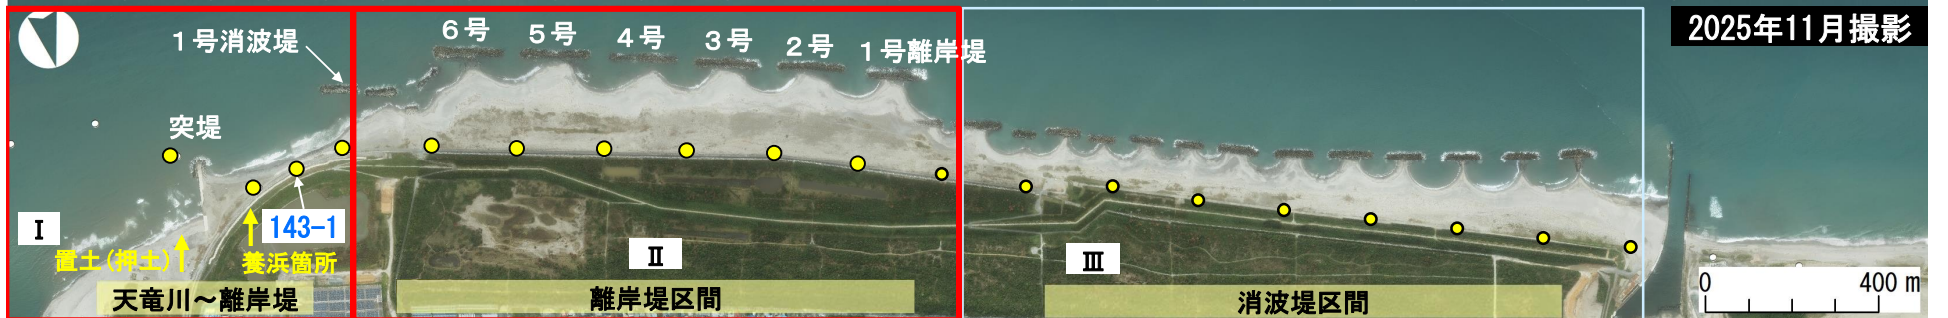 2025年11月撮影
6号
5号
4号
3号
2号
1号離岸堤
1号消波堤
突堤
143-1
Ⅰ
置土(押土)
養浜箇所
Ⅱ
Ⅲ
天竜川～離岸堤
離岸堤区間
消波堤区間
0
400 m